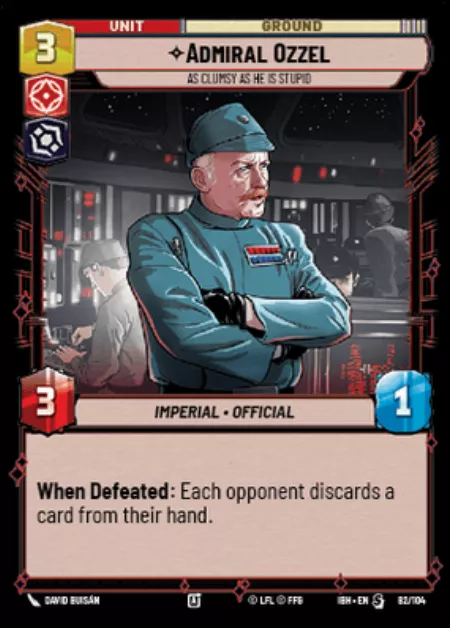 UNIT GROUND
3 ADMIRAL OZZEL
AS CLUMSY AS HE IS STUPID
3 IMPERIAL • OFFICIAL 1
When Defeated: Each opponent discards a
card from their hand.
DAVID BUISÁN © LFL © FFG IBH • EN 82/104